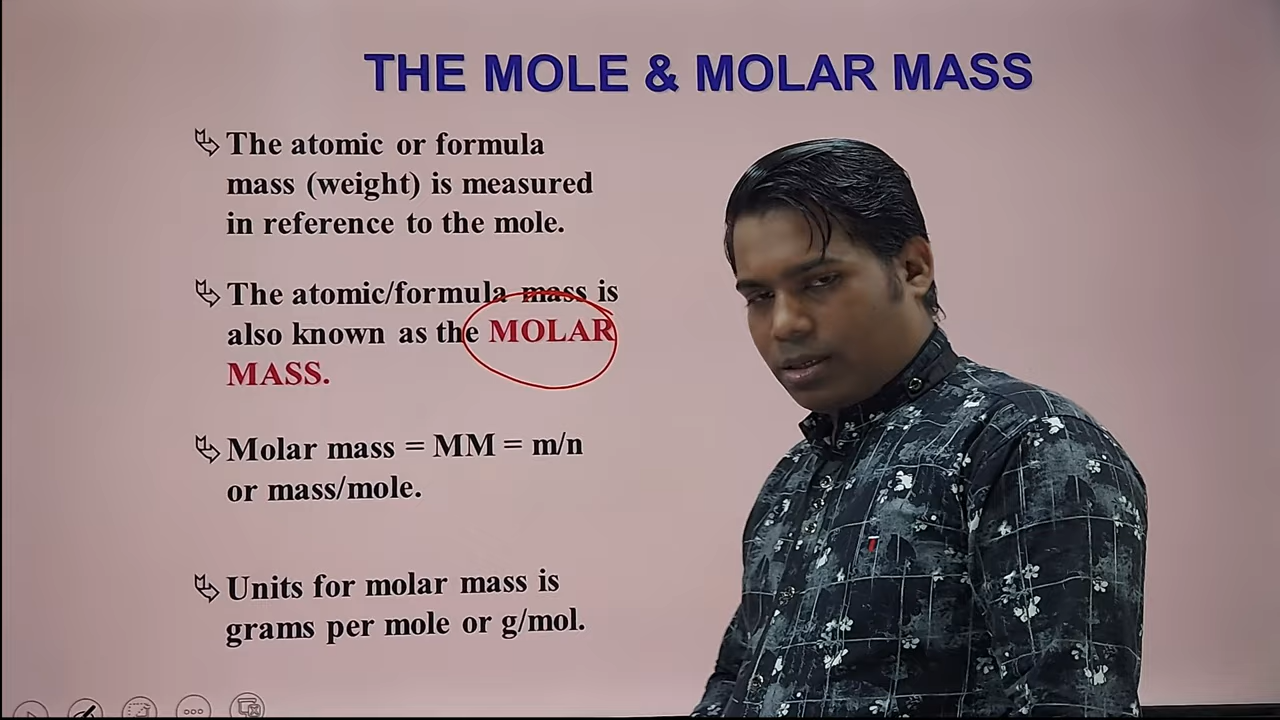 THE MOLE & MOLAR MASS
The atomic or formula
mass (weight) is measured
in reference to the mole.
The atomic/formula mass is
also known as the MOLAR
MASS.
Molar mass = MM = m/n
or mass/mole.
Units for molar mass is
grams per mole or g/mol.